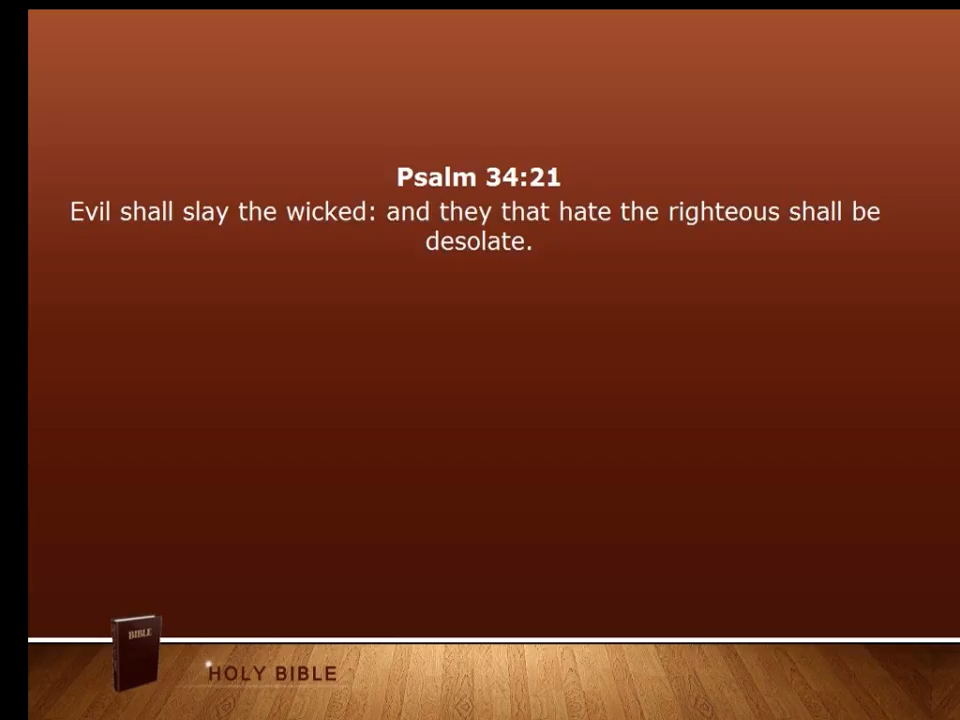 Psalm 34:21
Evil shall slay the wicked: and they that hate the righteous shall be
desolate.
BIBLE
HOLY BIBLE